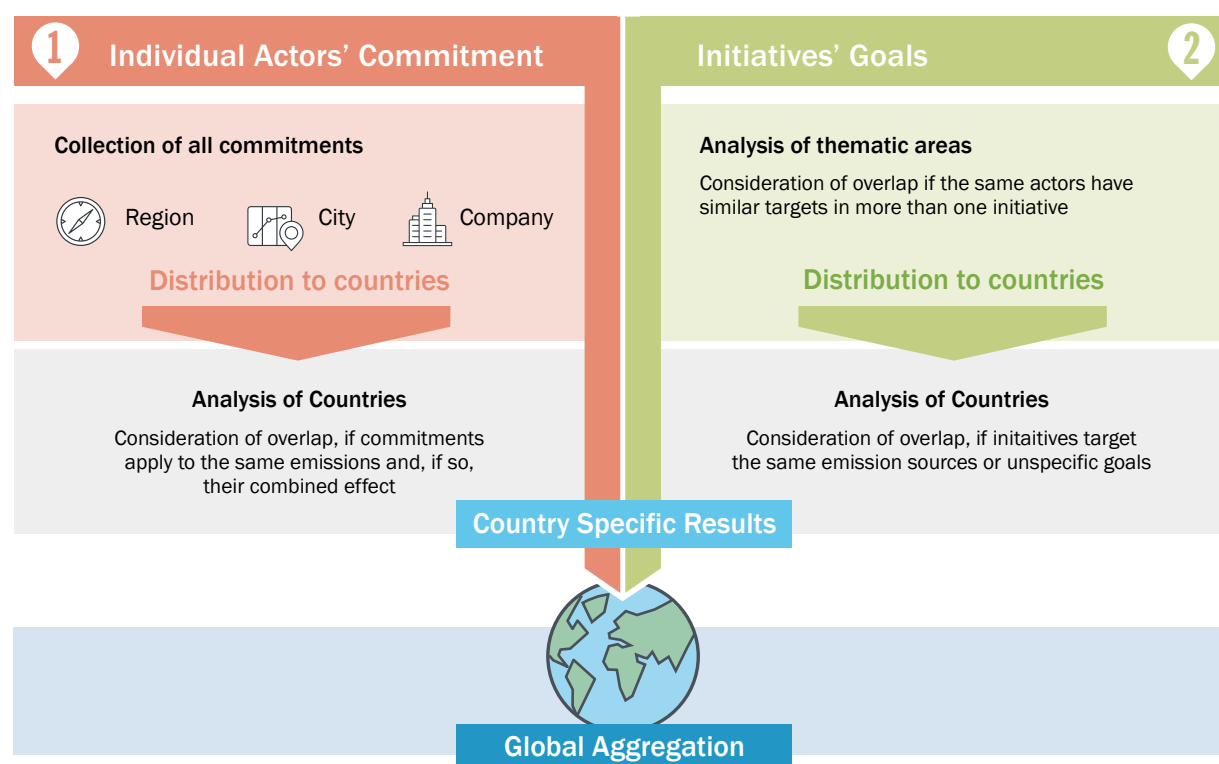 1
Individual Actors’ Commitment
Collection of all commitments
Region
City
Company
Distribution to countries
Analysis of Countries
Consideration of overlap, if commitments
apply to the same emissions and, if so,
their combined effect
Initiatives’ Goals
2
Analysis of thematic areas
Consideration of overlap if the same actors have
similar targets in more than one initiative
Distribution to countries
Analysis of Countries
Consideration of overlap, if initaitives target
the same emission sources or unspecific goals
Country Specific Results
Global Aggregation